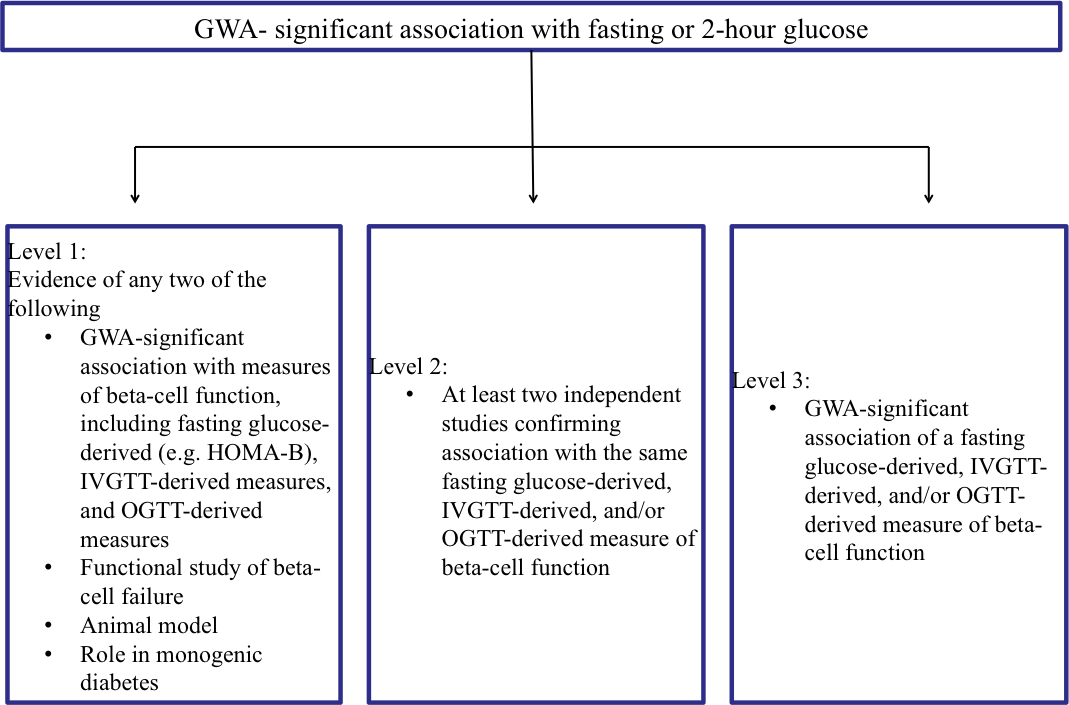 GWA- significant association with fasting or 2-hour glucose
Level 1:
Evidence of any two of the
following
• GWA-significant
association with measures
of beta-cell function,
including fasting glucose-
derived (e.g. HOMA-B),
IVGTT-derived measures,
and OGTT-derived
measures
• Functional study of beta-
cell failure
• Animal model
• Role in monogenic
diabetes
Level 2:
• At least two independent
studies confirming
association with the same
fasting glucose-derived,
IVGTT-derived, and/or
OGTT-derived measure of
beta-cell function
Level 3:
• GWA-significant
association of a fasting
glucose-derived, IVGTT-
derived, and/or OGTT-
derived measure of beta-
cell function